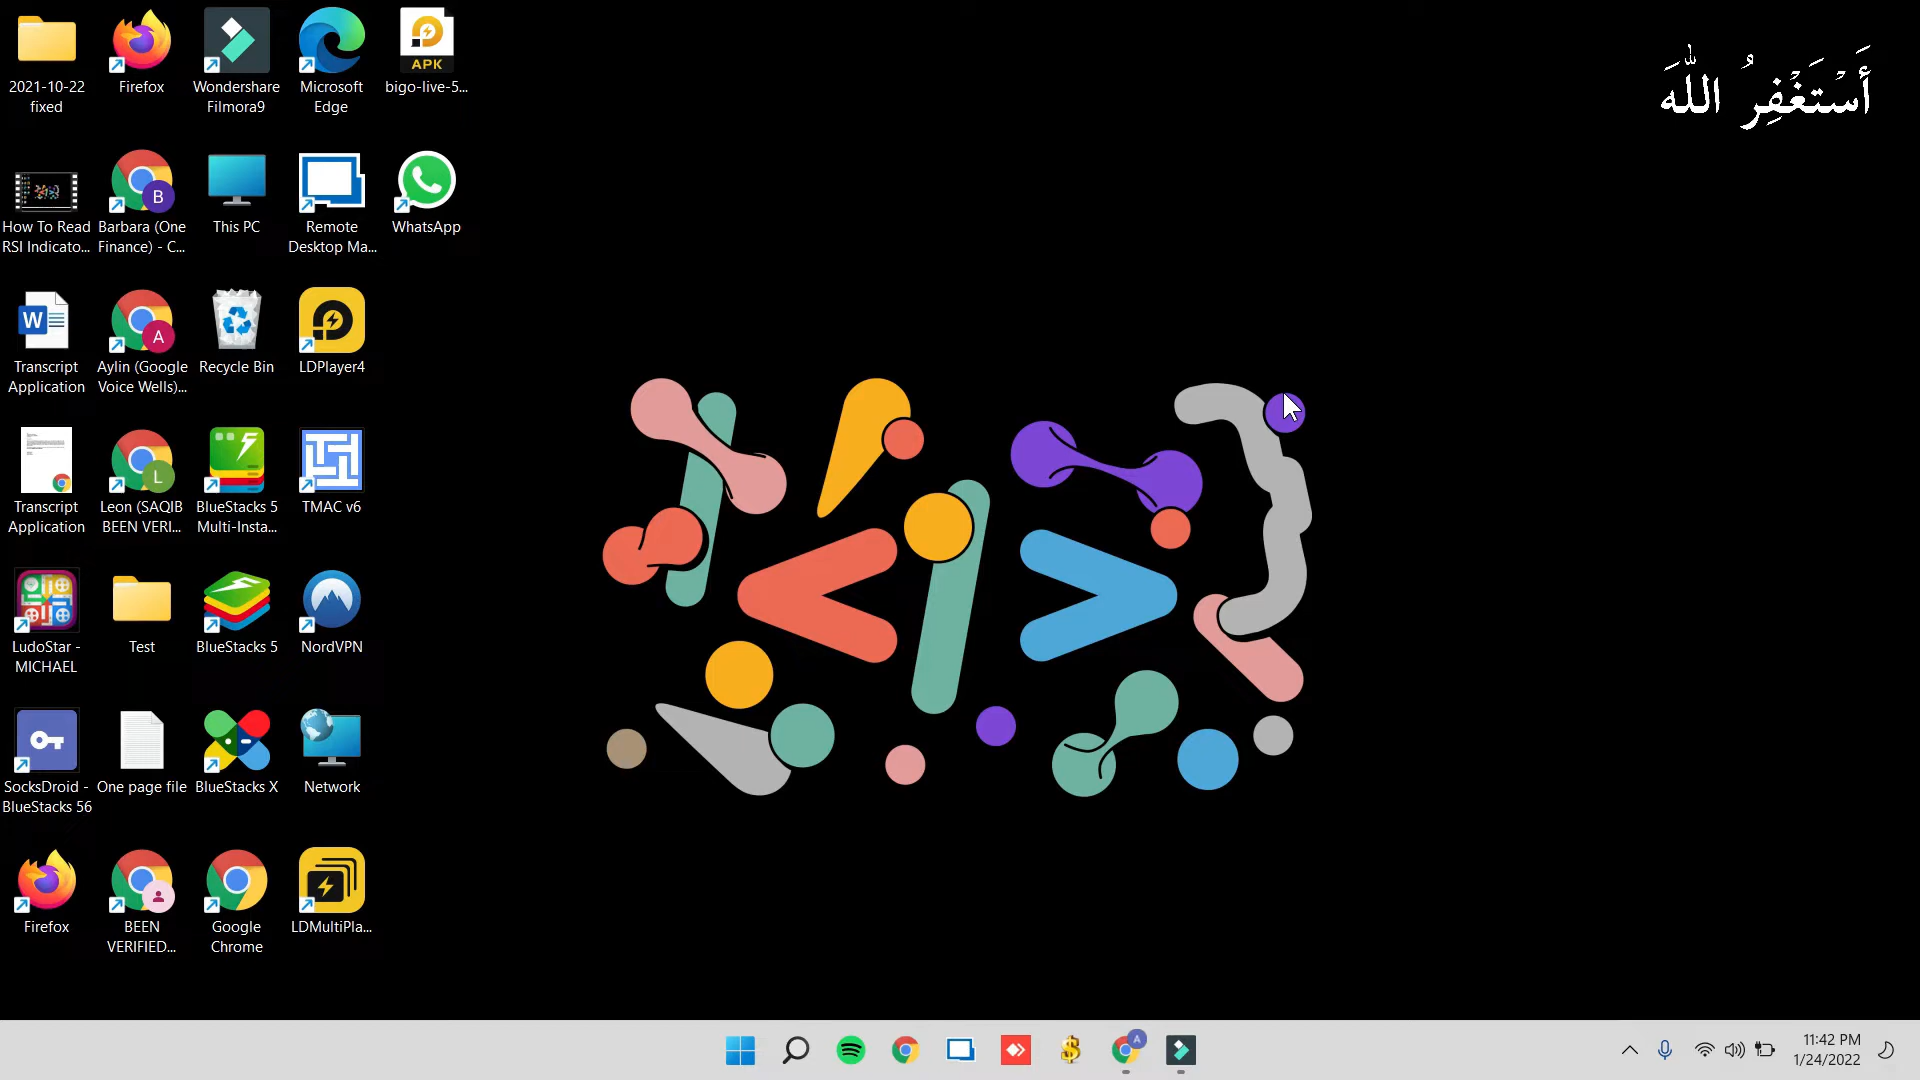 2021-10-22
fixed
Firefox
Wondershare
Filmora9
Microsoft
Edge
APK
bigo-live-5...
أَسْتَغْفِرُ اللّٰهَ
How To Read
RSI Indicato...
B
Barbara (One
Finance) - C...
This PC
Remote
Desktop Ma...
WhatsApp
W
Transcript
Application
A
Aylin (Google
Voice Wells)...
Recycle Bin
LDPlayer4
Transcript
Application
L
Leon (SAQIB
BEEN VERI...
BlueStacks 5
Multi-Insta...
TMAC v6
LudoStar -
MICHAEL
Test
BlueStacks 5
NordVPN
SocksDroid -
BlueStacks 56
One page file
BlueStacks X
Network
Firefox
BEEN
VERIFIED...
Google
Chrome
LDMultiPla...
A
11:42 PM
1/24/2022